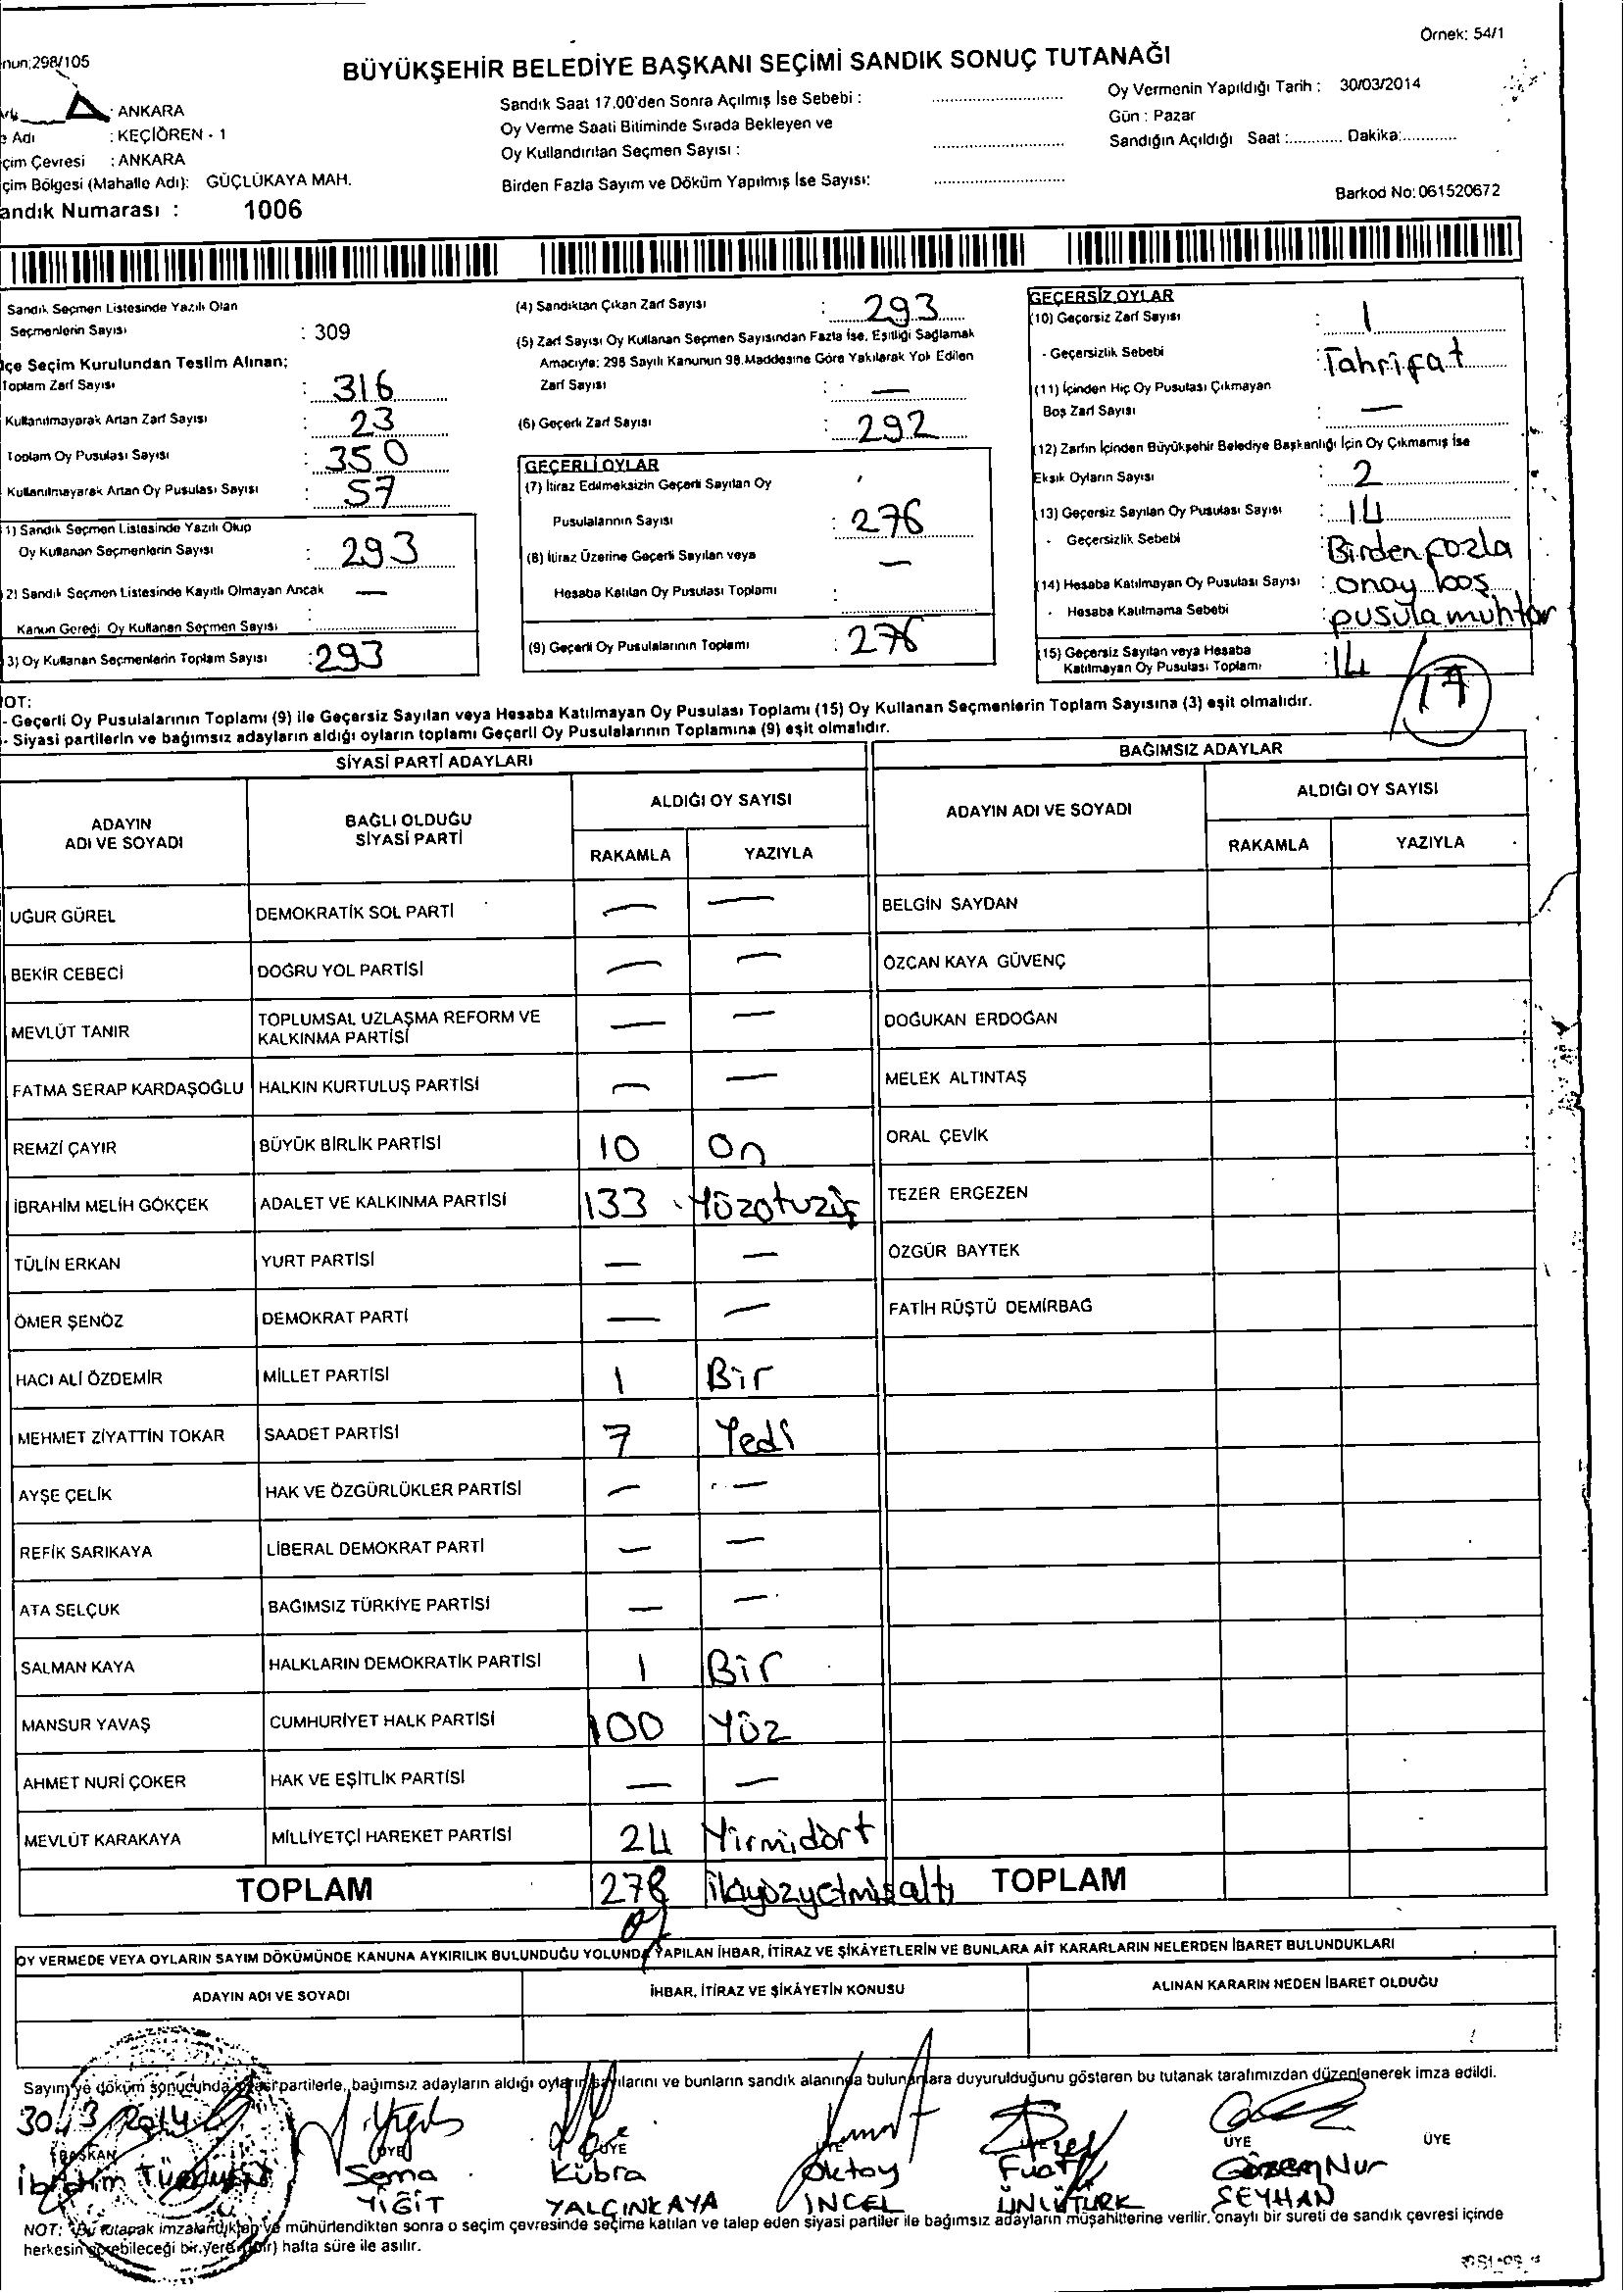 Örnek: 54/1
nun:298/105
BÜYÜKŞEHİR BELEDİYE BAŞKANI SEÇİMİ SANDIK SONUÇ TUTANAĞI
: ANKARA
Adı : KEÇİÖREN - 1
çim Çevresi : ANKARA
çim Bölgesi (Mahalle Adı): GÜÇLÜKAYA MAH.
andık Numarası : 1006
Sandık Saat 17.00'den Sonra Açılmış İse Sebebi :
Oy Verme Saati Bitiminde Sırada Bekleyen ve
Oy Kullandırılan Seçmen Sayısı :
Birden Fazla Sayım ve Döküm Yapılmış İse Sayısı:
Oy Vermenin Yapıldığı Tarih : 30/03/2014
Gün : Pazar
Sandığın Açıldığı Saat :............ Dakika:............
Barkod No: 061520672
Sandık Seçmen Listesinde Yazılı Olan
Seçmenlerin Sayısı : 309
lçe Seçim Kurulundan Teslim Alınan;
Toplam Zarf Sayısı : 316
Kullanılmayarak Artan Zarf Sayısı : 23
Toplam Oy Pusulası Sayısı : 350
Kullanılmayarak Artan Oy Pusulası Sayısı : 57
1) Sandık Seçmen Listesinde Yazılı Olup
Oy Kullanan Seçmenlerin Sayısı : 293
2) Sandık Seçmen Listesinde Kayıtlı Olmayan Ancak —
Kanun Gereği Oy Kullanan Seçmen Sayısı :
3) Oy Kullanan Seçmenlerin Toplam Sayısı : 293
(4) Sandıktan Çıkan Zarf Sayısı : 293
(5) Zarf Sayısı Oy Kullanan Seçmen Sayısından Fazla İse, Eşitliği Sağlamak
Amacıyla; 298 Sayılı Kanunun 98.Maddesine Göre Yakılarak Yok Edilen
Zarf Sayısı : —
(6) Geçerli Zarf Sayısı : 292
GEÇERLİ OYLAR
(7) İtiraz Edilmeksizin Geçerli Sayılan Oy
Pusulalarının Sayısı : 276
(8) İtiraz Üzerine Geçerli Sayılan veya —
Hesaba Katılan Oy Pusulası Toplamı :
(9) Geçerli Oy Pusulalarının Toplamı : 276
GEÇERSİZ OYLAR
(10) Geçersiz Zarf Sayısı : 1
- Geçersizlik Sebebi : Tahrifat
(11) İçinden Hiç Oy Pusulası Çıkmayan
Boş Zarf Sayısı : —
(12) Zarfın İçinden Büyükşehir Belediye Başkanlığı İçin Oy Çıkmamış İse
Eksik Oyların Sayısı : 2
(13) Geçersiz Sayılan Oy Pusulası Sayısı : 14
- Geçersizlik Sebebi : Birden fazla
(14) Hesaba Katılmayan Oy Pusulası Sayısı : onay boş
- Hesaba Katılmama Sebebi : pusula muhtar
(15) Geçersiz Sayılan veya Hesaba
Katılmayan Oy Pusulası Toplamı : 14 / 17
NOT:
- Geçerli Oy Pusulalarının Toplamı (9) ile Geçersiz Sayılan veya Hesaba Katılmayan Oy Pusulası Toplamı (15) Oy Kullanan Seçmenlerin Toplam Sayısına (3) eşit olmalıdır.
- Siyasi partilerin ve bağımsız adayların aldığı oyların toplamı Geçerli Oy Pusulalarının Toplamına (9) eşit olmalıdır.
SİYASİ PARTİ ADAYLARI
ADAYIN ADI VE SOYADI BAĞLI OLDUĞU SİYASİ PARTİ ALDIĞI OY SAYISI
RAKAMLA YAZIYLA
UĞUR GÜREL DEMOKRATİK SOL PARTİ — —
BEKİR CEBECİ DOĞRU YOL PARTİSİ — —
MEVLÜT TANIR TOPLUMSAL UZLAŞMA REFORM VE KALKINMA PARTİSİ — —
FATMA SERAP KARDAŞOĞLU HALKIN KURTULUŞ PARTİSİ — —
REMZİ ÇAYIR BÜYÜK BİRLİK PARTİSİ 10 On
İBRAHİM MELİH GÖKÇEK ADALET VE KALKINMA PARTİSİ 133 Yüzotuzüç
TÜLİN ERKAN YURT PARTİSİ — —
ÖMER ŞENÖZ DEMOKRAT PARTİ — —
HACI ALİ ÖZDEMİR MİLLET PARTİSİ 1 Bir
MEHMET ZİYATTİN TOKAR SAADET PARTİSİ 7 Yedi
AYŞE ÇELİK HAK VE ÖZGÜRLÜKLER PARTİSİ — —
REFİK SARIKAYA LİBERAL DEMOKRAT PARTİ — —
ATA SELÇUK BAĞIMSIZ TÜRKİYE PARTİSİ — —
SALMAN KAYA HALKLARIN DEMOKRATİK PARTİSİ 1 Bir
MANSUR YAVAŞ CUMHURİYET HALK PARTİSİ 100 Yüz
AHMET NURİ ÇOKER HAK VE EŞİTLİK PARTİSİ — —
MEVLÜT KARAKAYA MİLLİYETÇİ HAREKET PARTİSİ 24 Yirmidört
TOPLAM 276 ikiyüzyetmişaltı
BAĞIMSIZ ADAYLAR
ADAYIN ADI VE SOYADI ALDIĞI OY SAYISI
RAKAMLA YAZIYLA
BELGİN SAYDAN
ÖZCAN KAYA GÜVENÇ
DOĞUKAN ERDOĞAN
MELEK ALTINTAŞ
ORAL ÇEVİK
TEZER ERGEZEN
ÖZGÜR BAYTEK
FATİH RÜŞTÜ DEMİRBAĞ
TOPLAM
OY VERMEDE VEYA OYLARIN SAYIM DÖKÜMÜNDE KANUNA AYKIRILIK BULUNDUĞU YOLUNDA YAPILAN İHBAR, İTİRAZ VE ŞİKAYETLERİN VE BUNLARA AİT KARARLARIN NELERDEN İBARET BULUNDUKLARI
ADAYIN ADI VE SOYADI İHBAR, İTİRAZ VE ŞİKAYETİN KONUSU ALINAN KARARIN NEDEN İBARET OLDUĞU
Sayım ve döküm sonucunda siyasi partilerle, bağımsız adayların aldığı oyların sayılarını ve bunların sandık alanında bulunanlara duyurulduğunu gösteren bu tutanak tarafımızdan düzenlenerek imza edildi.
30.3.2014
BAŞKAN ÜYE ÜYE ÜYE ÜYE ÜYE ÜYE
İbrahim Sema Kübra Oktay Fuat Gözem Nur
YİĞİT YALÇINKAYA İNCEL ÜNLÜTÜRK SEYHAN
NOT: Bu tutanak imzalandıktan ve mühürlendikten sonra o seçim çevresinde seçime katılan ve talep eden siyasi partiler ile bağımsız adayların müşahitlerine verilir, onaylı bir sureti de sandık çevresi içinde
herkesin görebileceği bir yere (bir) hafta süre ile asılır.